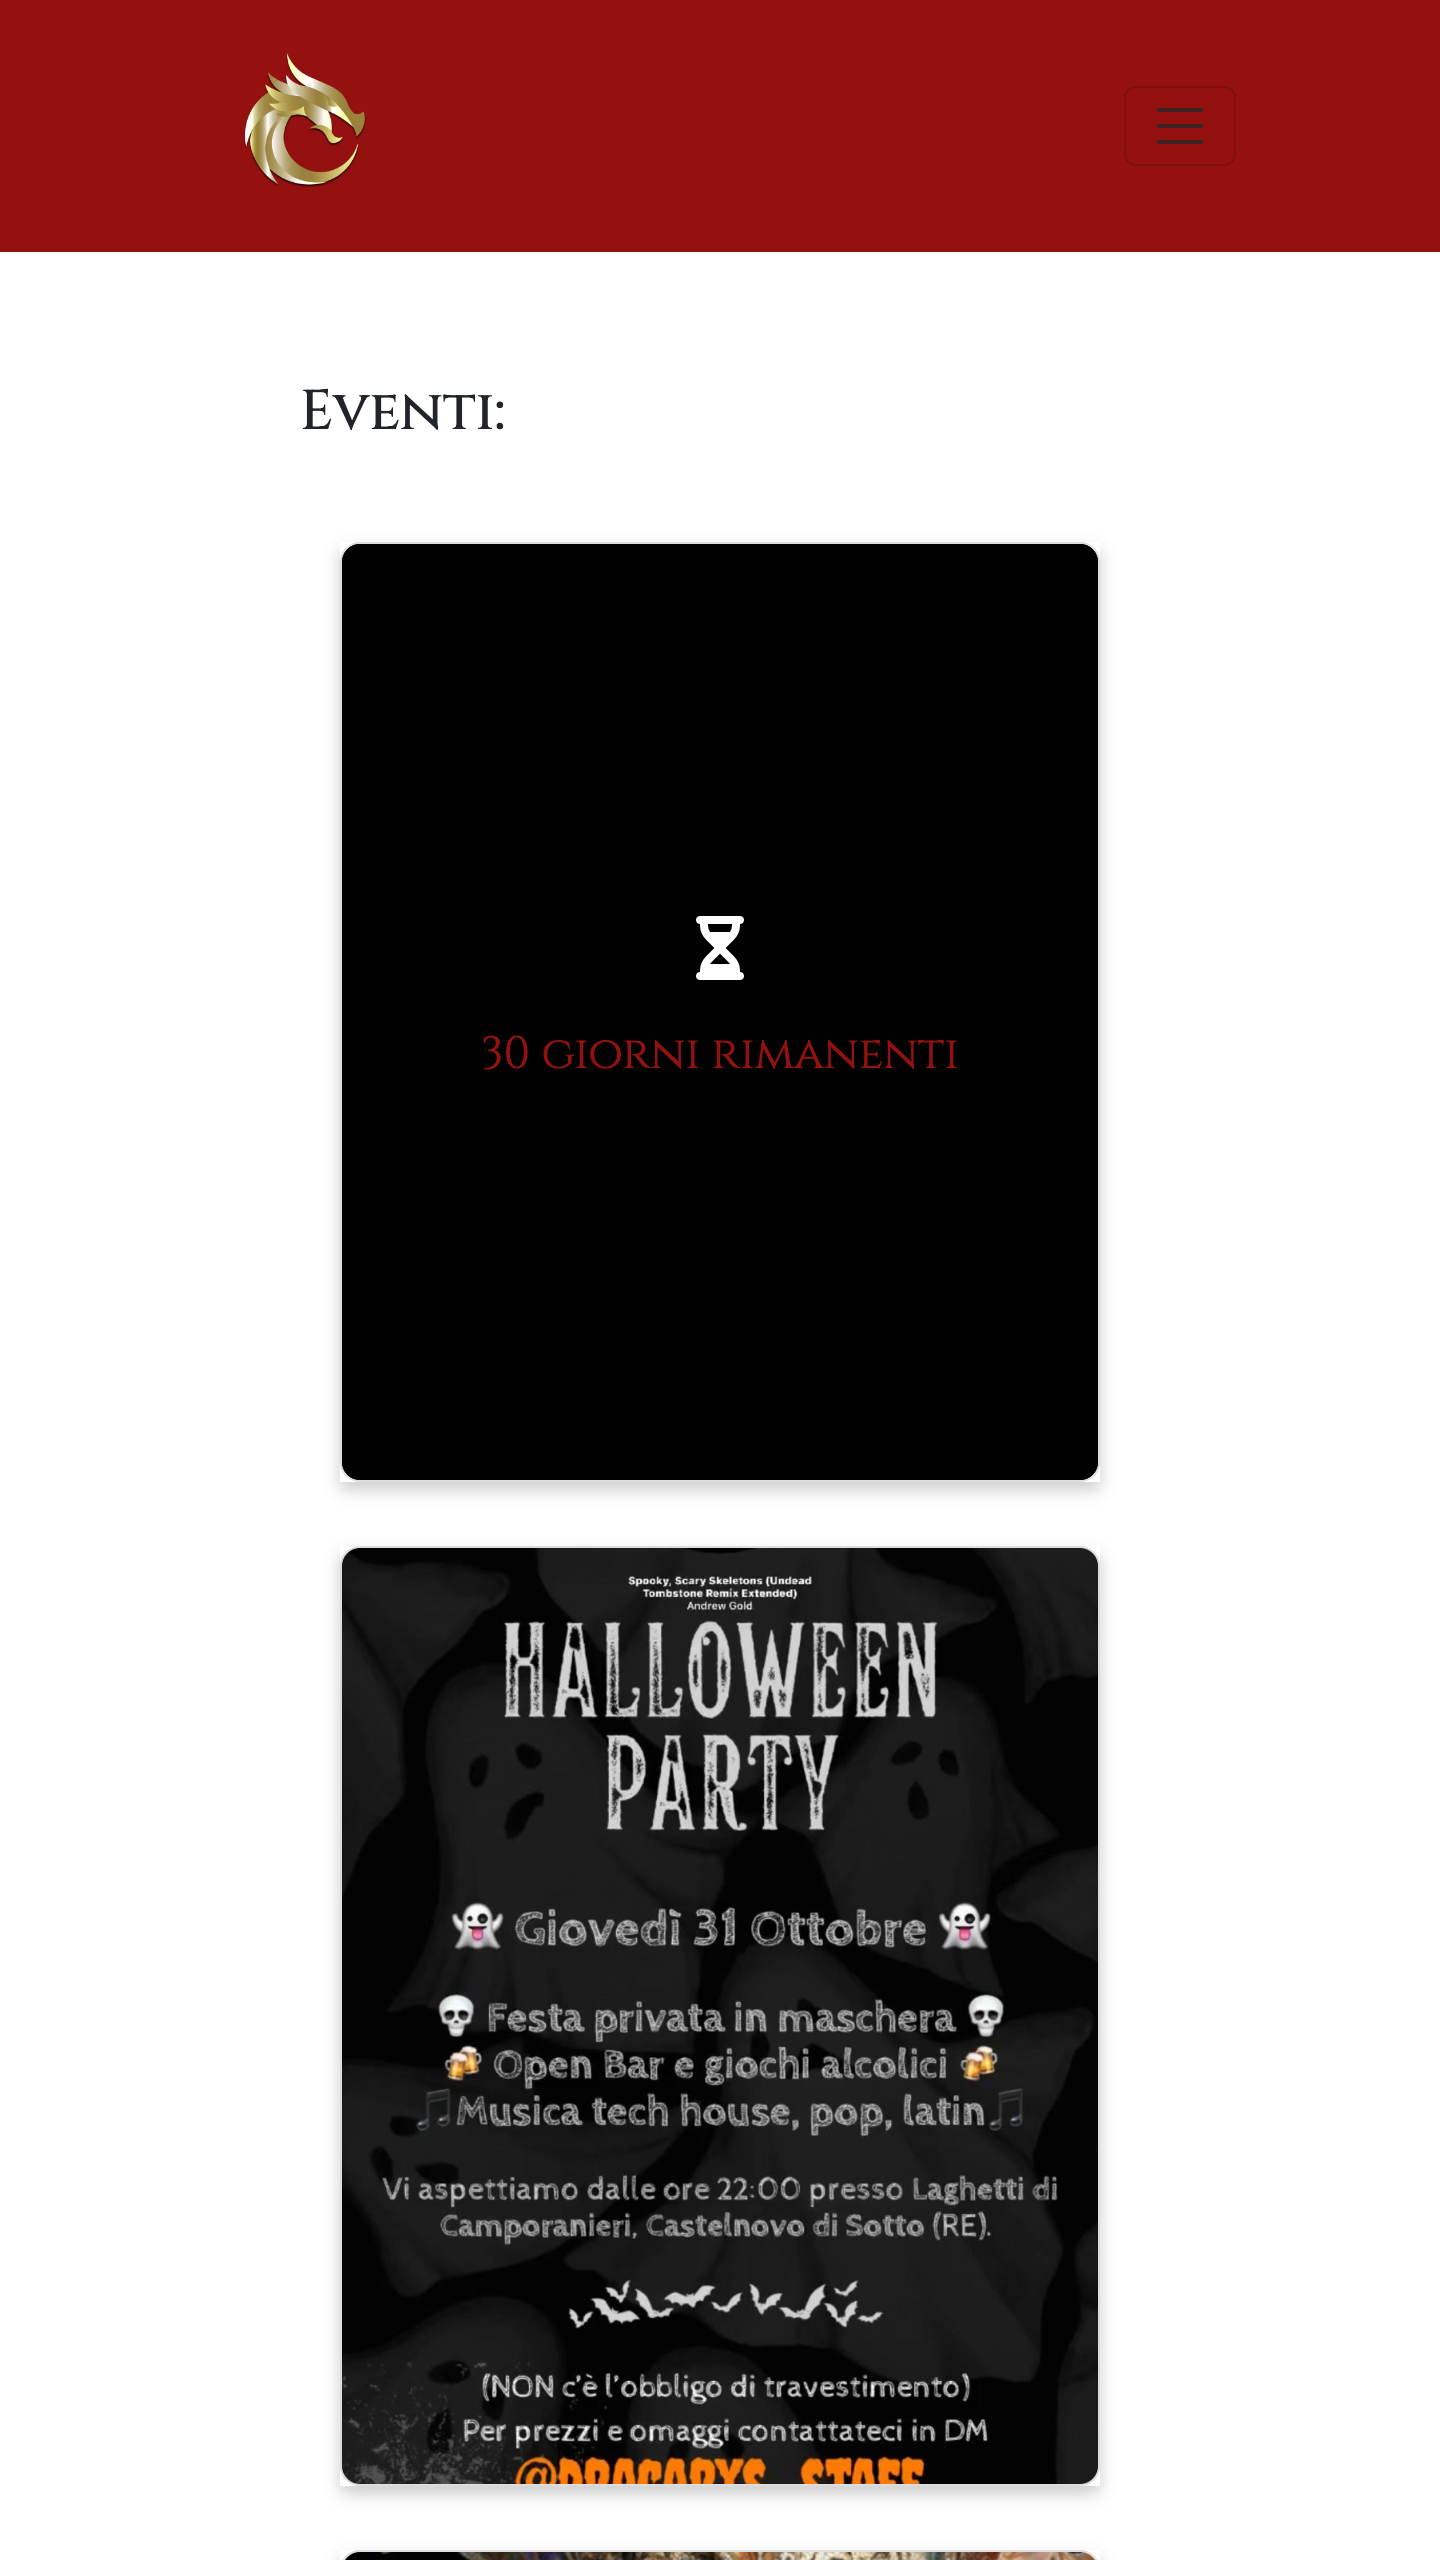 Eventi:
30 giorni rimanenti
Spooky, Scary Skeletons (Undead
Tombstone Remix Extended)
Andrew Gold
HALLOWEEN
PARTY
👻 Giovedì 31 Ottobre 👻
💀 Festa privata in maschera 💀
🍻 Open Bar e giochi alcolici 🍻
🎵Musica tech house, pop, latin🎵
Vi aspettiamo dalle ore 22:00 presso Laghetti di
Camporanieri, Castelnovo di Sotto (RE).
(NON c'è l'obbligo di travestimento)
Per prezzi e omaggi contattateci in DM
@DRACARYS_STAFF